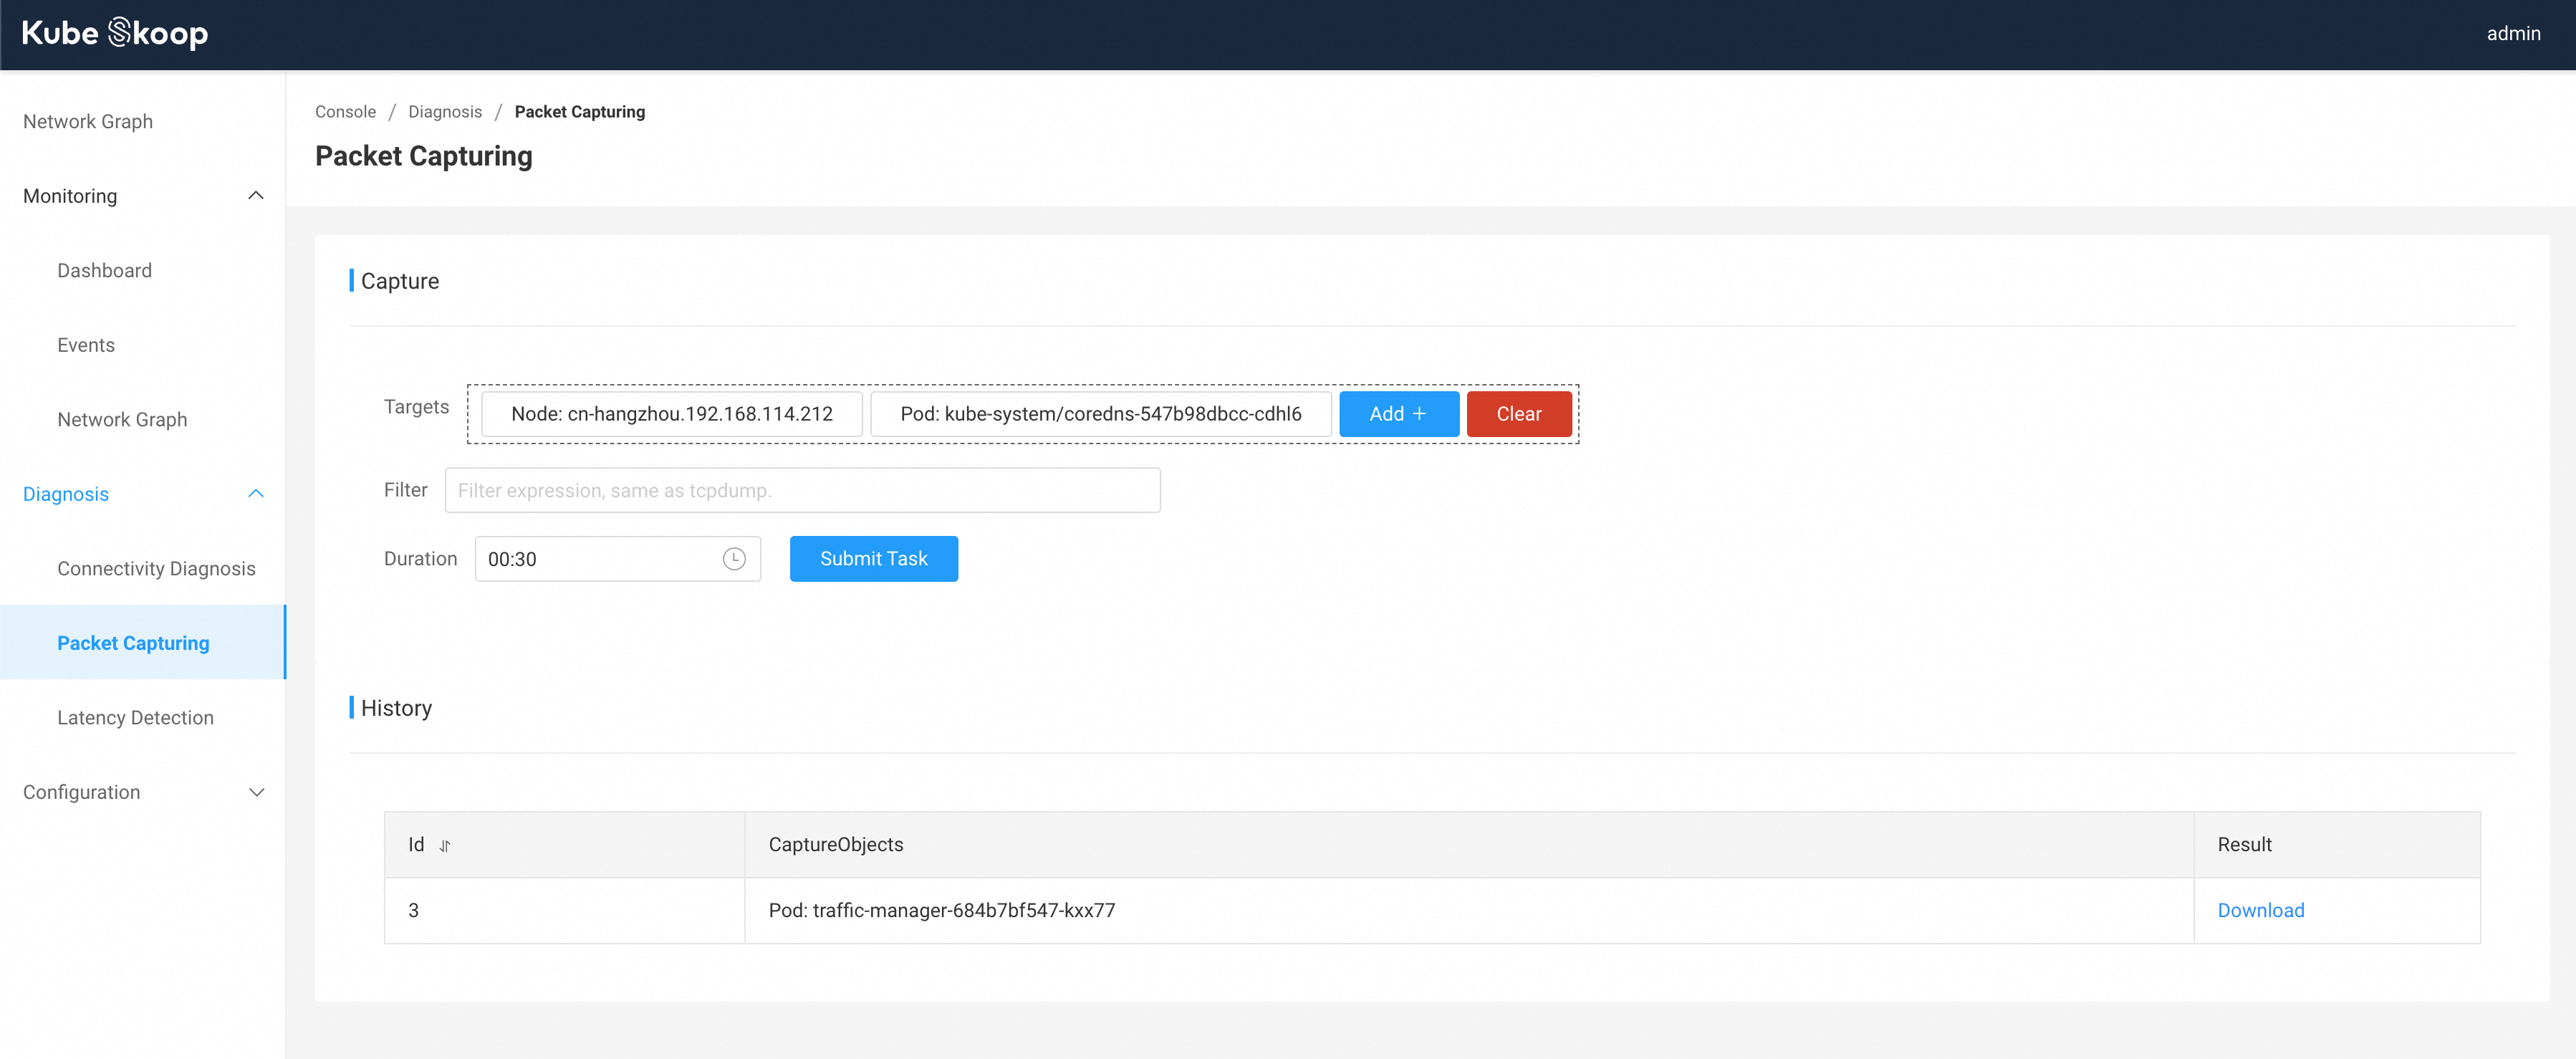 Kube Skoop
admin
Network Graph
Monitoring
Dashboard
Events
Network Graph
Diagnosis
Connectivity Diagnosis
Packet Capturing
Latency Detection
Configuration
Console / Diagnosis / Packet Capturing
Packet Capturing
Capture
Targets Node: cn-hangzhou.192.168.114.212 Pod: kube-system/coredns-547b98dbcc-cdhl6 Add + Clear
Filter Filter expression, same as tcpdump.
Duration 00:30 Submit Task
History
Id CaptureObjects Result
3 Pod: traffic-manager-684b7bf547-kxx77 Download